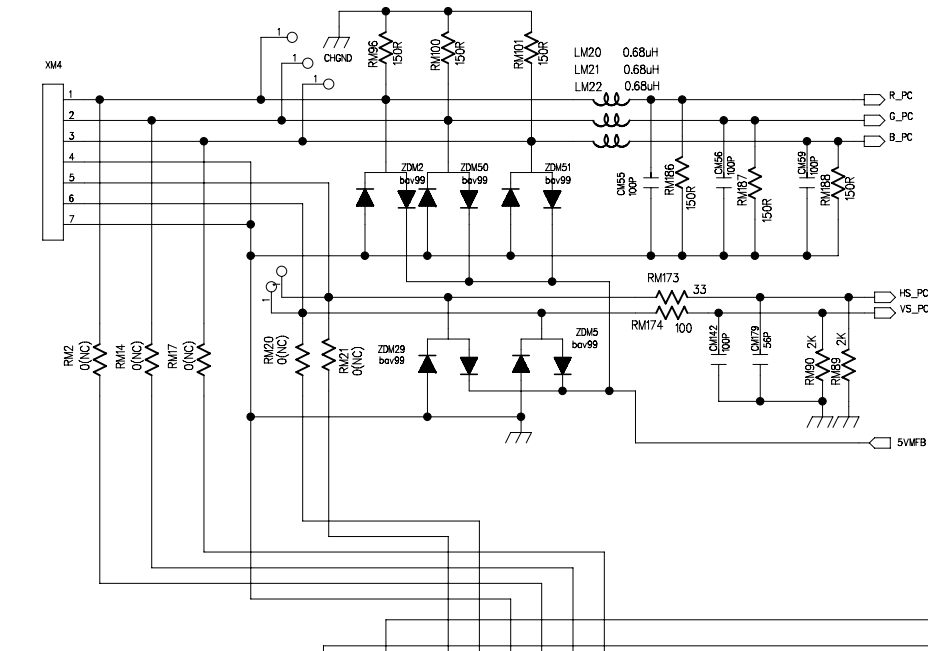 XM4
1
2
3
4
5
6
7
1
1
1
CHGND
RM96
150R
RM100
150R
RM101
150R
LM20 0.68uH
LM21 0.68uH
LM22 0.68uH
R_PC
G_PC
B_PC
ZDM2
bav99
ZDM50
bav99
ZDM51
bav99
CM55
100P
RM186
150R
CM56
100P
RM187
150R
CM59
100P
RM188
150R
1
1
RM173
33
RM174 100
HS_PC
VS_PC
RM2
0(NC)
RM14
0(NC)
RM17
0(NC)
RM20
0(NC)
RM21
0(NC)
ZDM29
bav99
ZDM5
bav99
CM142
100P
CM179
56P
RM90
2K
RM89
2K
5VMFB